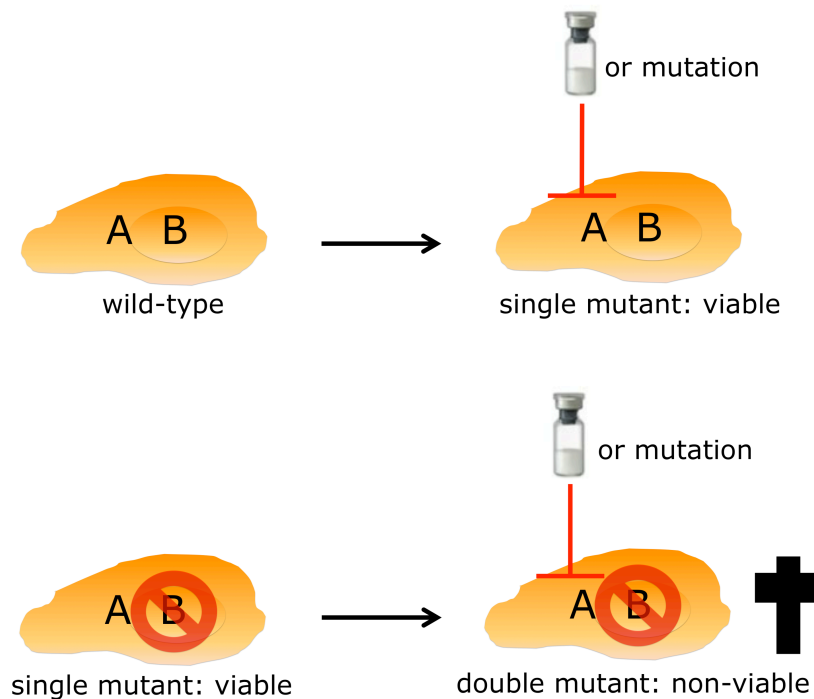 or mutation
A B
A B
wild-type
single mutant: viable
or mutation
A B
A B
single mutant: viable
double mutant: non-viable